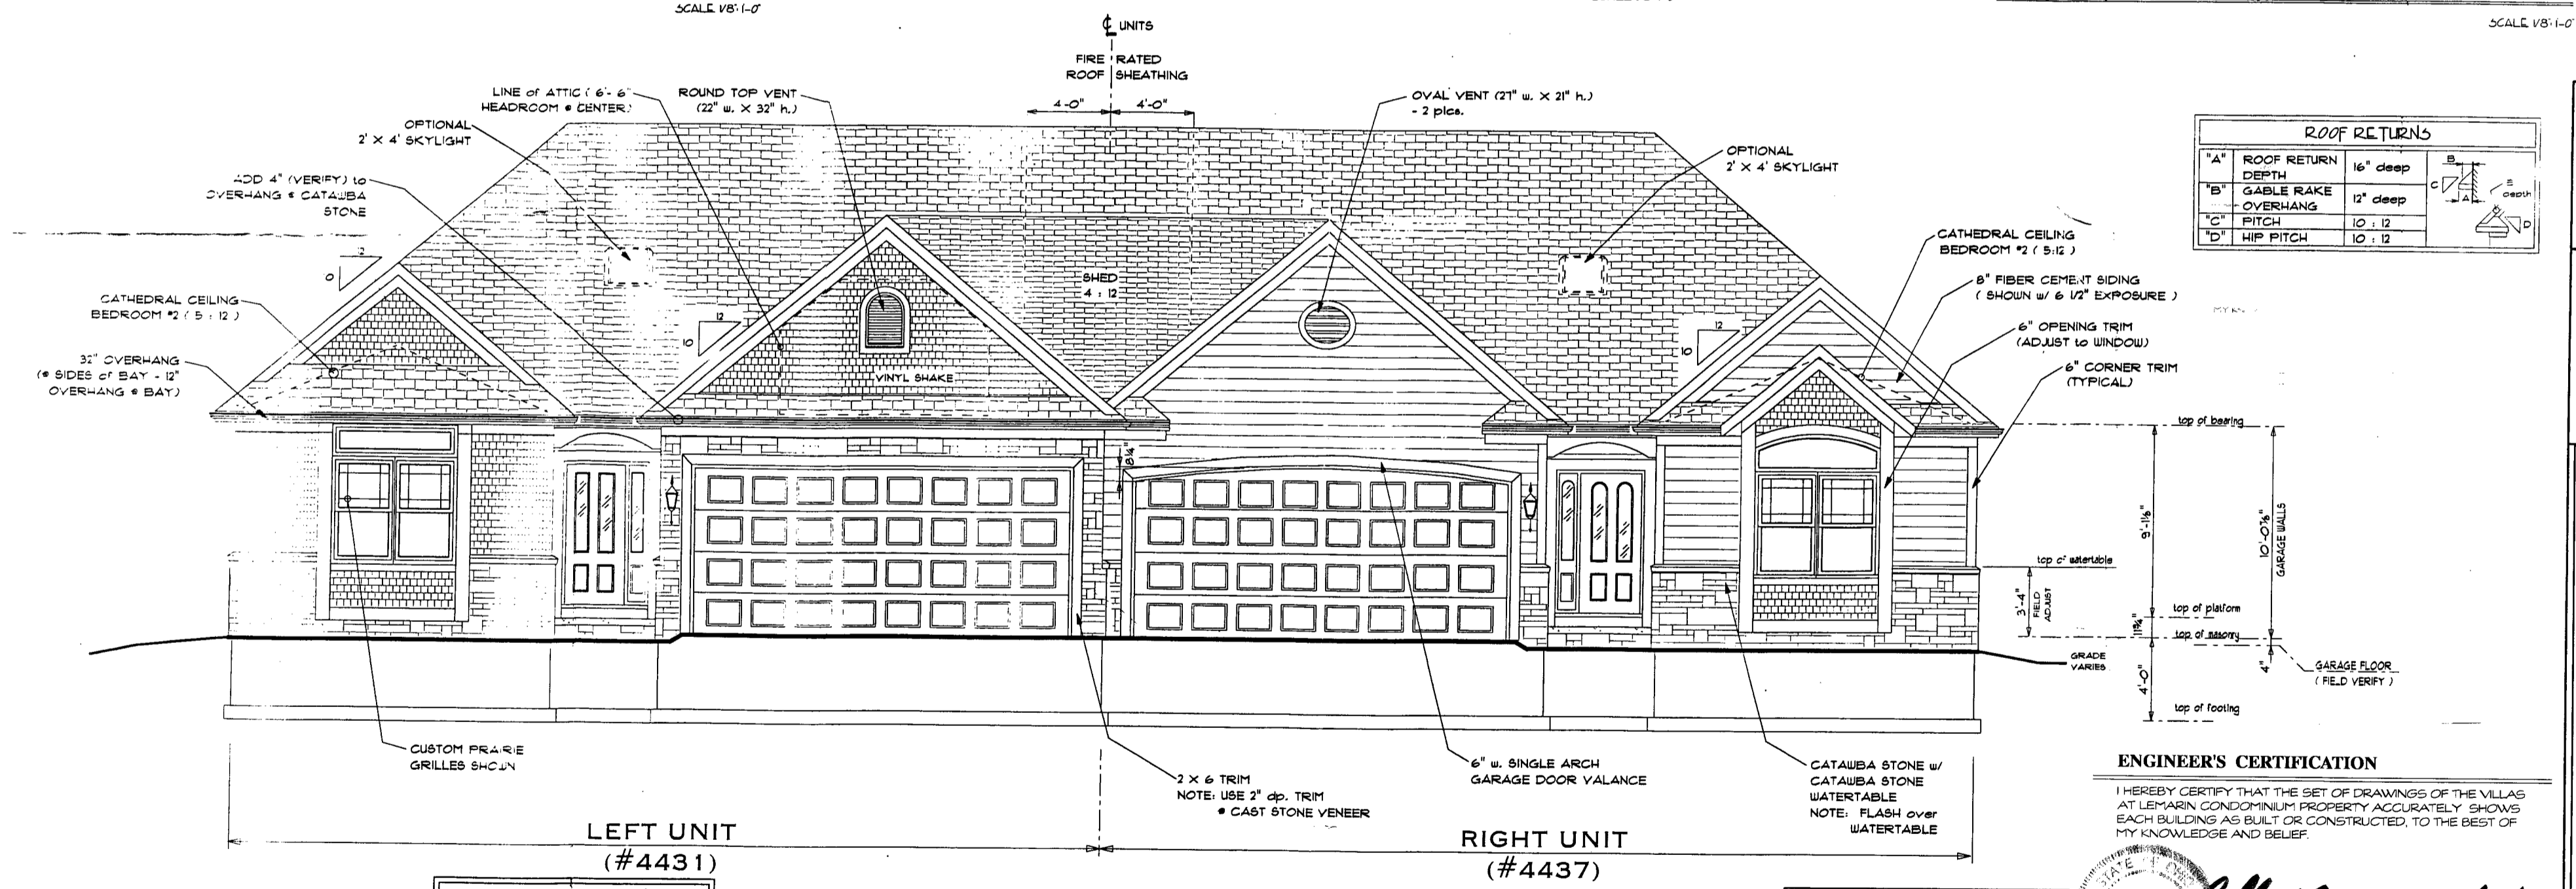 SCALE 1/8":1'-0"
SCALE 1/8":1'-0"
℄ UNITS
FIRE RATED
ROOF SHEATHING
4'-0"
4'-0"
LINE of ATTIC ( 6'- 6"
HEADROOM @ CENTER)
ROUND TOP VENT
(22" w. X 32" h.)
OVAL VENT (27" w. X 21" h.)
- 2 plcs.
OPTIONAL
2' X 4' SKYLIGHT
OPTIONAL
2' X 4' SKYLIGHT
ADD 4" (VERIFY) to
OVERHANG @ CATAWBA
STONE
ROOF RETURNS
"A" ROOF RETURN DEPTH 16" deep
"B" GABLE RAKE OVERHANG 12" deep
"C" PITCH 10 : 12
"D" HIP PITCH 10 : 12
B
C
A
depth
D
CATHEDRAL CEILING
BEDROOM #2 ( 5:12 )
8" FIBER CEMENT SIDING
( SHOWN w/ 6 1/2" EXPOSURE )
6" OPENING TRIM
(ADJUST to WINDOW)
6" CORNER TRIM
(TYPICAL)
12
CATHEDRAL CEILING
BEDROOM #2 ( 5 : 12 )
32" OVERHANG
(@ SIDES of BAY - 12"
OVERHANG @ BAY)
12
10
SHED
4 : 12
12
10
VINYL SHAKE
8 1/4"
top of bearing
9'-1 1/8"
10'-0 7/8"
GARAGE WALLS
top of watertable
3'-4"
FIELD
ADJUST
top of platform
11 3/4"
top of masonry
4"
GARAGE FLOOR
( FIELD VERIFY )
GRADE
VARIES
4'-0"
top of footing
CUSTOM PRAIRIE
GRILLES SHOWN
2 X 6 TRIM
NOTE: USE 2" dp. TRIM
@ CAST STONE VENEER
6" w. SINGLE ARCH
GARAGE DOOR VALANCE
CATAWBA STONE w/
CATAWBA STONE
WATERTABLE
NOTE: FLASH over
WATERTABLE
LEFT UNIT
(#4431)
RIGHT UNIT
(#4437)
ENGINEER'S CERTIFICATION
I HEREBY CERTIFY THAT THE SET OF DRAWINGS OF THE VILLAS
AT LEMARIN CONDOMINIUM PROPERTY ACCURATELY SHOWS
EACH BUILDING AS BUILT OR CONSTRUCTED, TO THE BEST OF
MY KNOWLEDGE AND BELIEF.
STATE OF